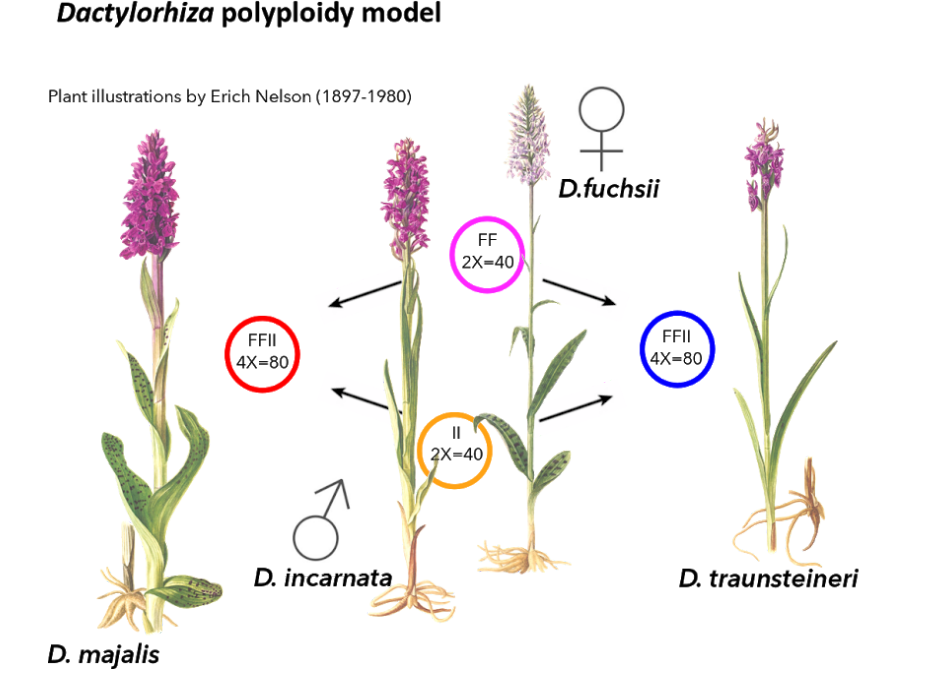 Dactylorhiza polyploidy model
Plant illustrations by Erich Nelson (1897-1980)
D.fuchsii
FF
2X=40
FFII
4X=80
FFII
4X=80
II
2X=40
D. incarnata
D. traunsteineri
D. majalis